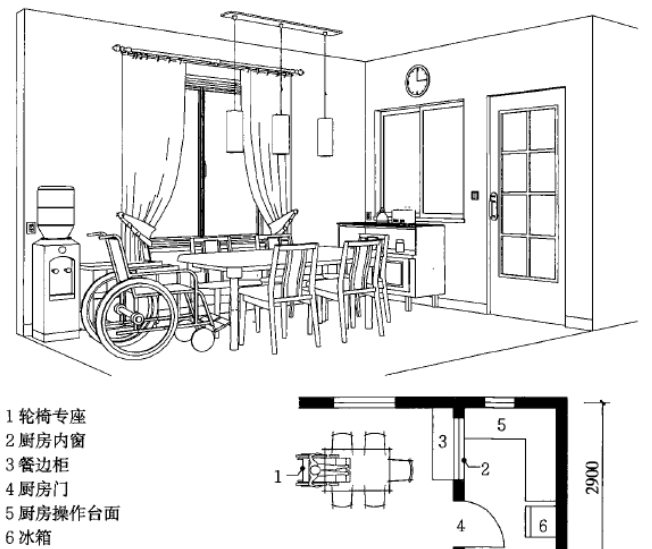 1 轮椅专座
2 厨房内窗
3 餐边柜
4 厨房门
5 厨房操作台面
6 冰箱
1
2
3
4
5
6
2900